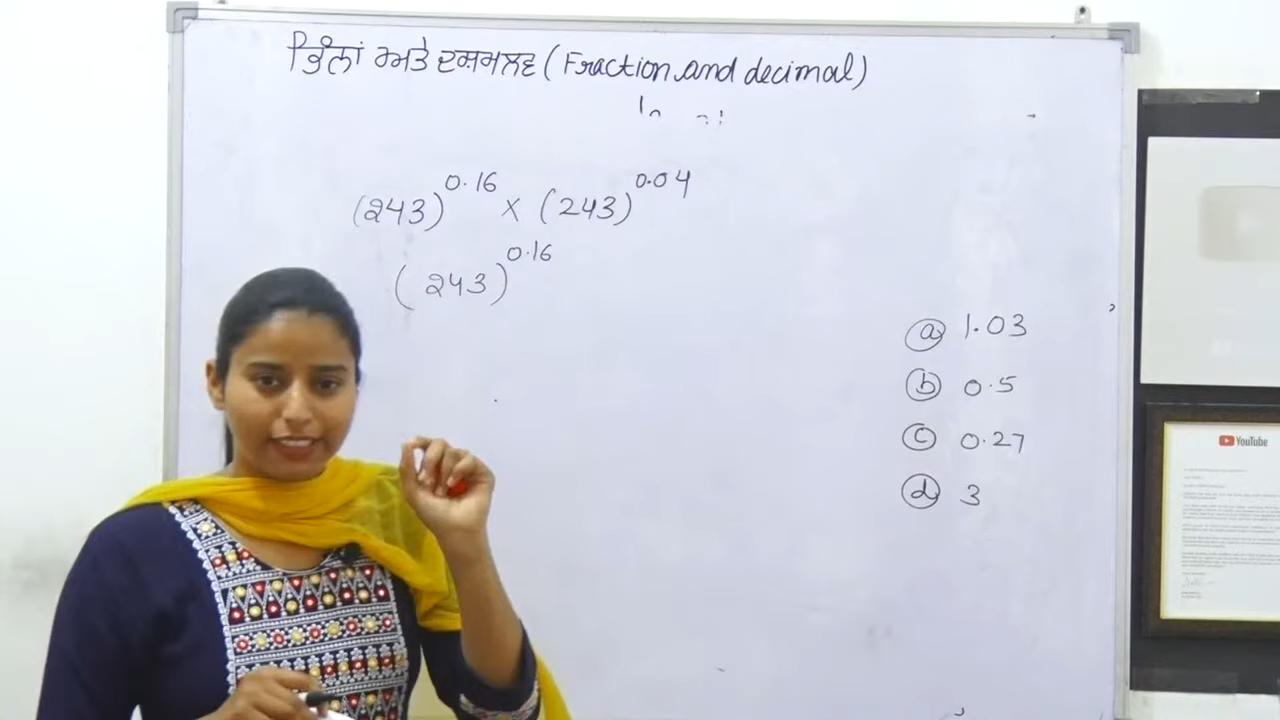 ਭਿੰਨਾਂ ਅਤੇ ਦਸ਼ਮਲਵ (Fraction and decimal)
(243)^0.16 × (243)^0.04
(243)^0.16
(a) 1.03
(b) 0.5
(c) 0.27
(d) 3
YouTube